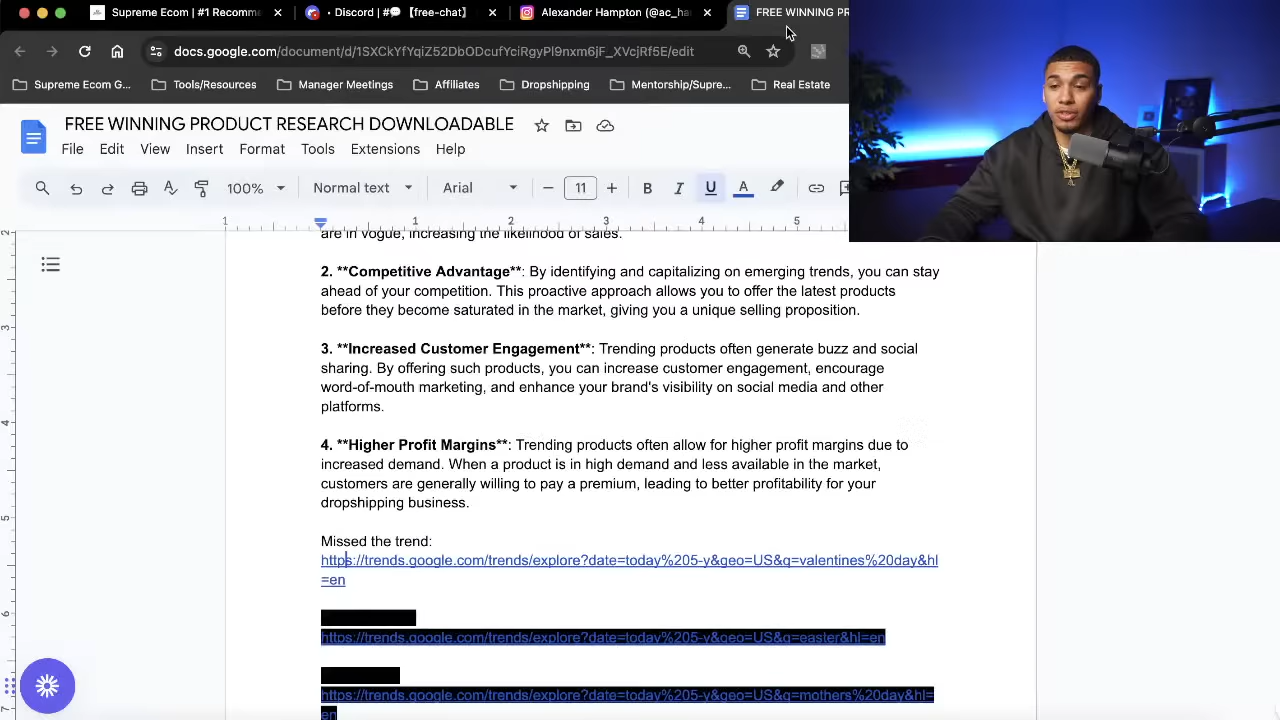 Supreme Ecom | #1 Recomme
• Discord | #💬【free-chat】
Alexander Hampton (@ac_ha
FREE WINNING PR
docs.google.com/document/d/1SXCkYfYqiZ52DbODcufYciRgyPl9nxm6jF_XVcjRf5E/edit
Supreme Ecom G...
Tools/Resources
Manager Meetings
Affiliates
Dropshipping
Mentorship/Supre...
Real Estate
FREE WINNING PRODUCT RESEARCH DOWNLOADABLE
File Edit View Insert Format Tools Extensions Help
100% Normal text Arial 11 B I U A
1 1 2 3 4 5
are in vogue, increasing the likelihood of sales.
2. **Competitive Advantage**: By identifying and capitalizing on emerging trends, you can stay
ahead of your competition. This proactive approach allows you to offer the latest products
before they become saturated in the market, giving you a unique selling proposition.
3. **Increased Customer Engagement**: Trending products often generate buzz and social
sharing. By offering such products, you can increase customer engagement, encourage
word-of-mouth marketing, and enhance your brand's visibility on social media and other
platforms.
4. **Higher Profit Margins**: Trending products often allow for higher profit margins due to
increased demand. When a product is in high demand and less available in the market,
customers are generally willing to pay a premium, leading to better profitability for your
dropshipping business.
Missed the trend:
https://trends.google.com/trends/explore?date=today%205-y&geo=US&q=valentines%20day&hl
=en
https://trends.google.com/trends/explore?date=today%205-y&geo=US&q=easter&hl=en
https://trends.google.com/trends/explore?date=today%205-y&geo=US&q=mothers%20day&hl=
en